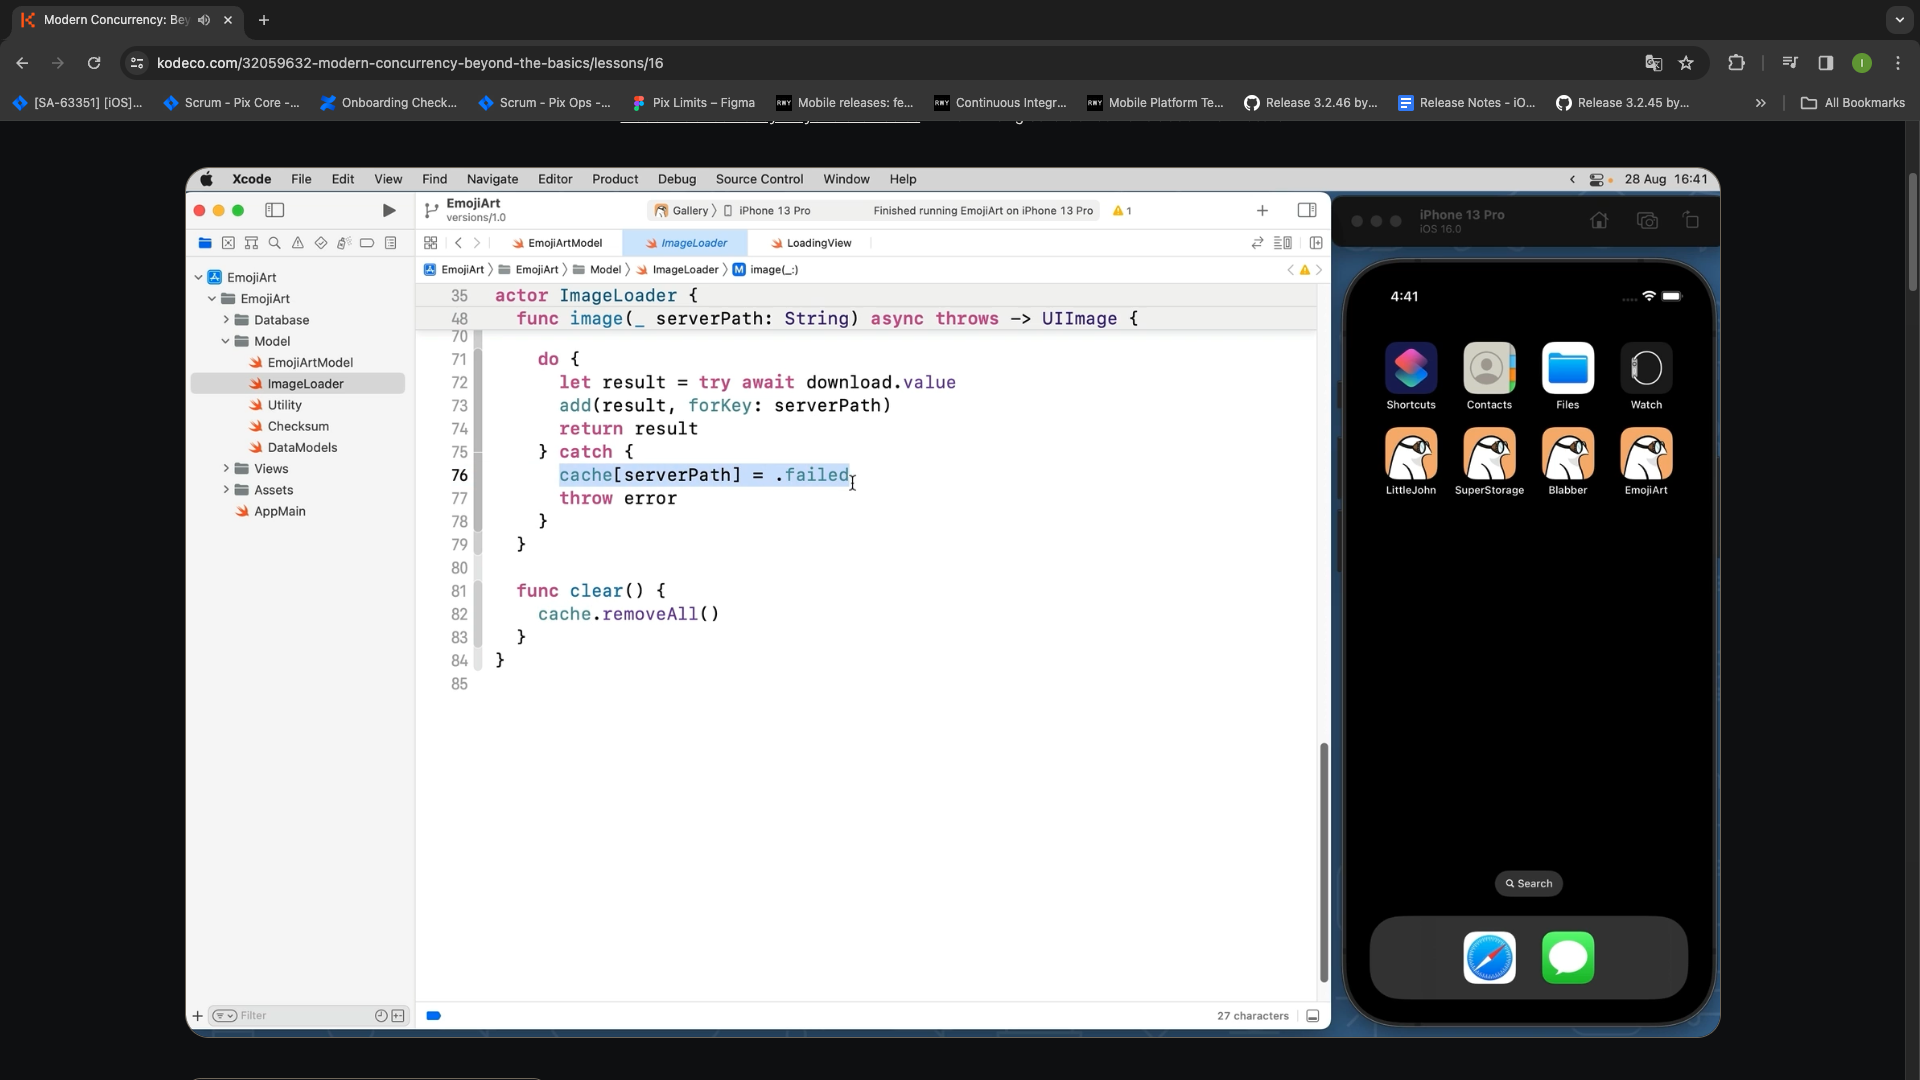 Modern Concurrency: Bey
kodeco.com/32059632-modern-concurrency-beyond-the-basics/lessons/16
[SA-63351] [iOS]...
Scrum - Pix Core -...
Onboarding Check...
Scrum - Pix Ops -...
Pix Limits – Figma
RWY Mobile releases: fe...
RWY Continuous Integr...
RWY Mobile Platform Te...
Release 3.2.46 by...
Release Notes - iO...
Release 3.2.45 by...
» All Bookmarks
Xcode File Edit View Find Navigate Editor Product Debug Source Control Window Help
28 Aug 16:41
EmojiArt
versions/1.0
Gallery
iPhone 13 Pro
Finished running EmojiArt on iPhone 13 Pro
1
EmojiArtModel
ImageLoader
LoadingView
EmojiArt
EmojiArt
Model
ImageLoader
M image(_:)
EmojiArt
EmojiArt
Database
Model
EmojiArtModel
ImageLoader
Utility
Checksum
DataModels
Views
Assets
AppMain
Filter
35 actor ImageLoader {
48 func image(_ serverPath: String) async throws -> UIImage {
70
71 do {
72 let result = try await download.value
73 add(result, forKey: serverPath)
74 return result
75 } catch {
76 cache[serverPath] = .failed
77 throw error
78 }
79 }
80
81 func clear() {
82 cache.removeAll()
83 }
84 }
85
27 characters
iPhone 13 Pro
iOS 16.0
4:41
Shortcuts
Contacts
Files
Watch
LittleJohn
SuperStorage
Blabber
EmojiArt
Search